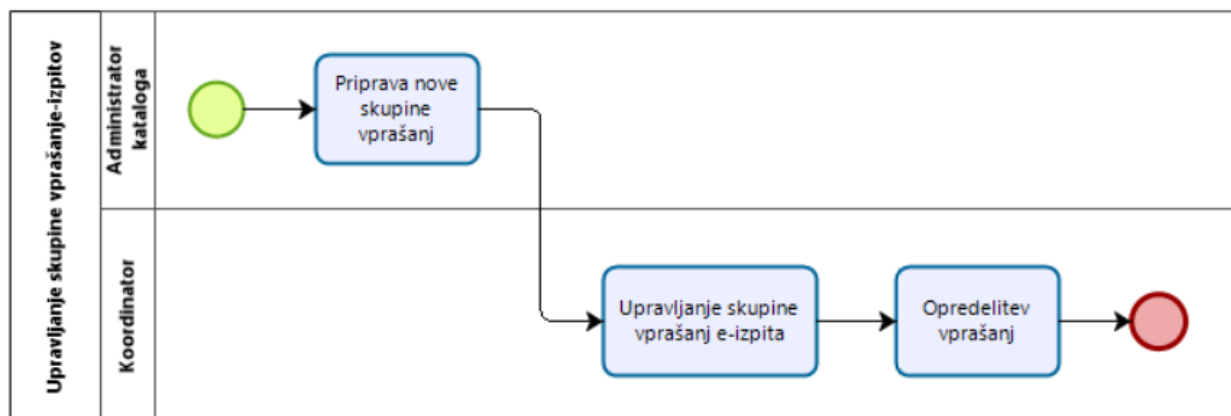 Upravljanje skupine vprašanje-izpitov
Administrator
kataloga
Priprava nove
skupine
vprašanj
Koordinator
Upravljanje skupine
vprašanj e-izpita
Opredelitev
vprašanj